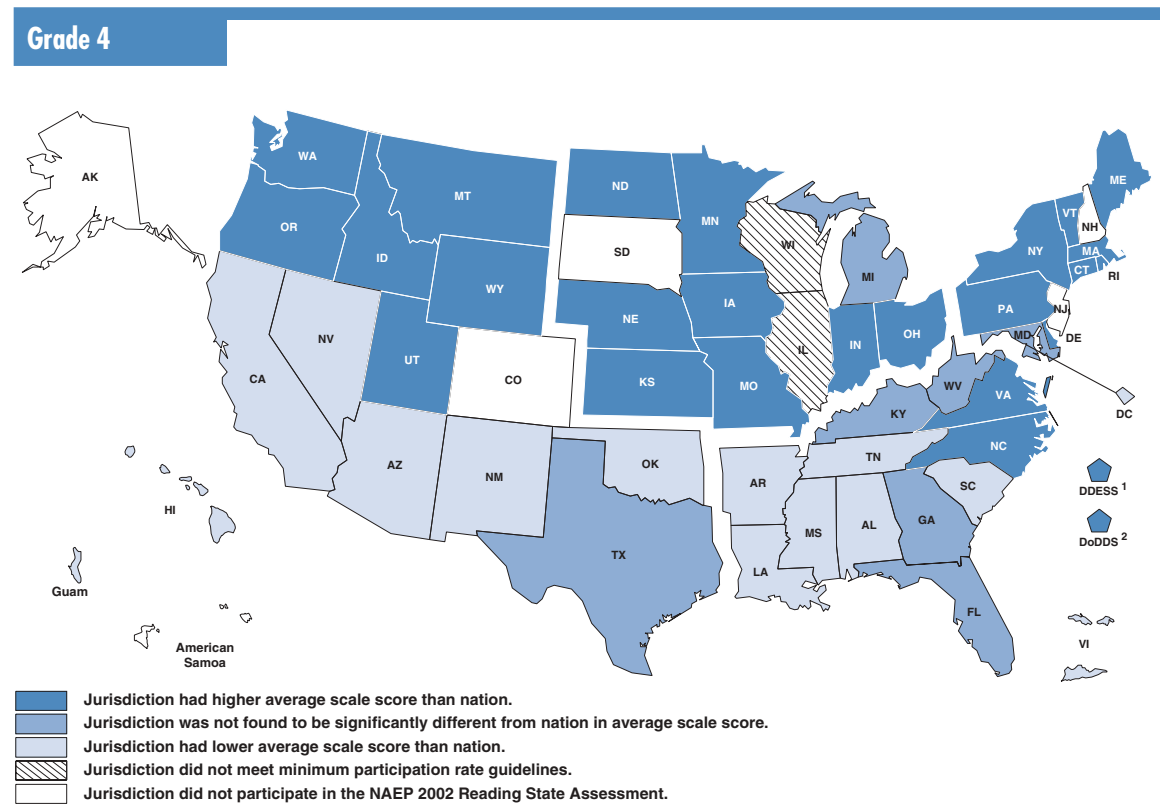 Grade 4
AK
WA
MT
ND
MN
ME
OR
ID
WY
SD
WI
MI
NY
VT
NH
MA
CT
RI
NV
UT
NE
IA
IL
IN
OH
PA
NJ
CA
CO
KS
MO
KY
WV
VA
MD
DE
DC
AZ
NM
OK
AR
TN
NC
SC
HI
TX
LA
MS
AL
GA
FL
DDESS 1
DoDDS 2
Guam
American
Samoa
VI
Jurisdiction had higher average scale score than nation.
Jurisdiction was not found to be significantly different from nation in average scale score.
Jurisdiction had lower average scale score than nation.
Jurisdiction did not meet minimum participation rate guidelines.
Jurisdiction did not participate in the NAEP 2002 Reading State Assessment.